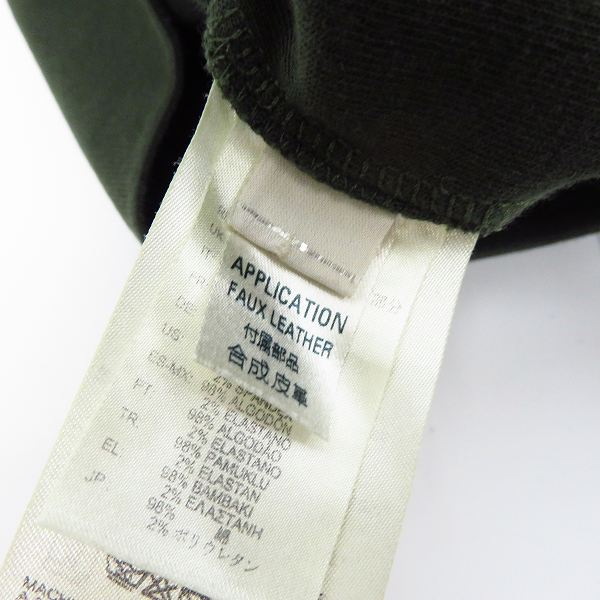 APPLICATION
FAUX LEATHER
付属部品
合成皮革
DE:
US:
2% SPANDEX
ES-MX: 98% ALGODÓN
2% ELASTANO
PT: 98% ALGODAO
2% ELASTANO
TR: 98% PAMUKLU
2% ELASTAN
EL: 98% BAMBAKI
2% ΕΛΑΣΤΑΝΗ
JP: 98% 綿
2% ポリウレタン